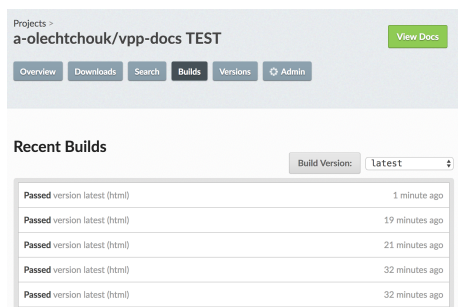 Projects >
a-olechtchouk/vpp-docs TEST
View Docs
Overview Downloads Search Builds Versions Admin
Recent Builds
Build Version: latest
Passed version latest (html) 1 minute ago
Passed version latest (html) 19 minutes ago
Passed version latest (html) 21 minutes ago
Passed version latest (html) 32 minutes ago
Passed version latest (html) 32 minutes ago